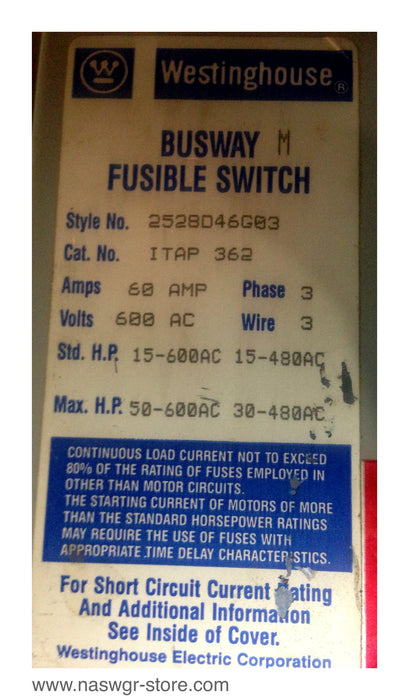 W Westinghouse ®
BUSWAY M
FUSIBLE SWITCH
Style No. 2528D46G03
Cat. No. ITAP 362
Amps 60 AMP Phase 3
Volts 600 AC Wire 3
Std. H.P. 15-600AC 15-480AC
Max. H.P. 50-600AC 30-480AC
CONTINUOUS LOAD CURRENT NOT TO EXCEED
80% OF THE RATING OF FUSES EMPLOYED IN
OTHER THAN MOTOR CIRCUITS.
THE STARTING CURRENT OF MOTORS OF MORE
THAN THE STANDARD HORSEPOWER RATINGS
MAY REQUIRE THE USE OF FUSES WITH
APPROPRIATE TIME DELAY CHARACTERISTICS.
For Short Circuit Current Rating
And Additional Information
See Inside of Cover.
Westinghouse Electric Corporation
www.naswgr-store.com